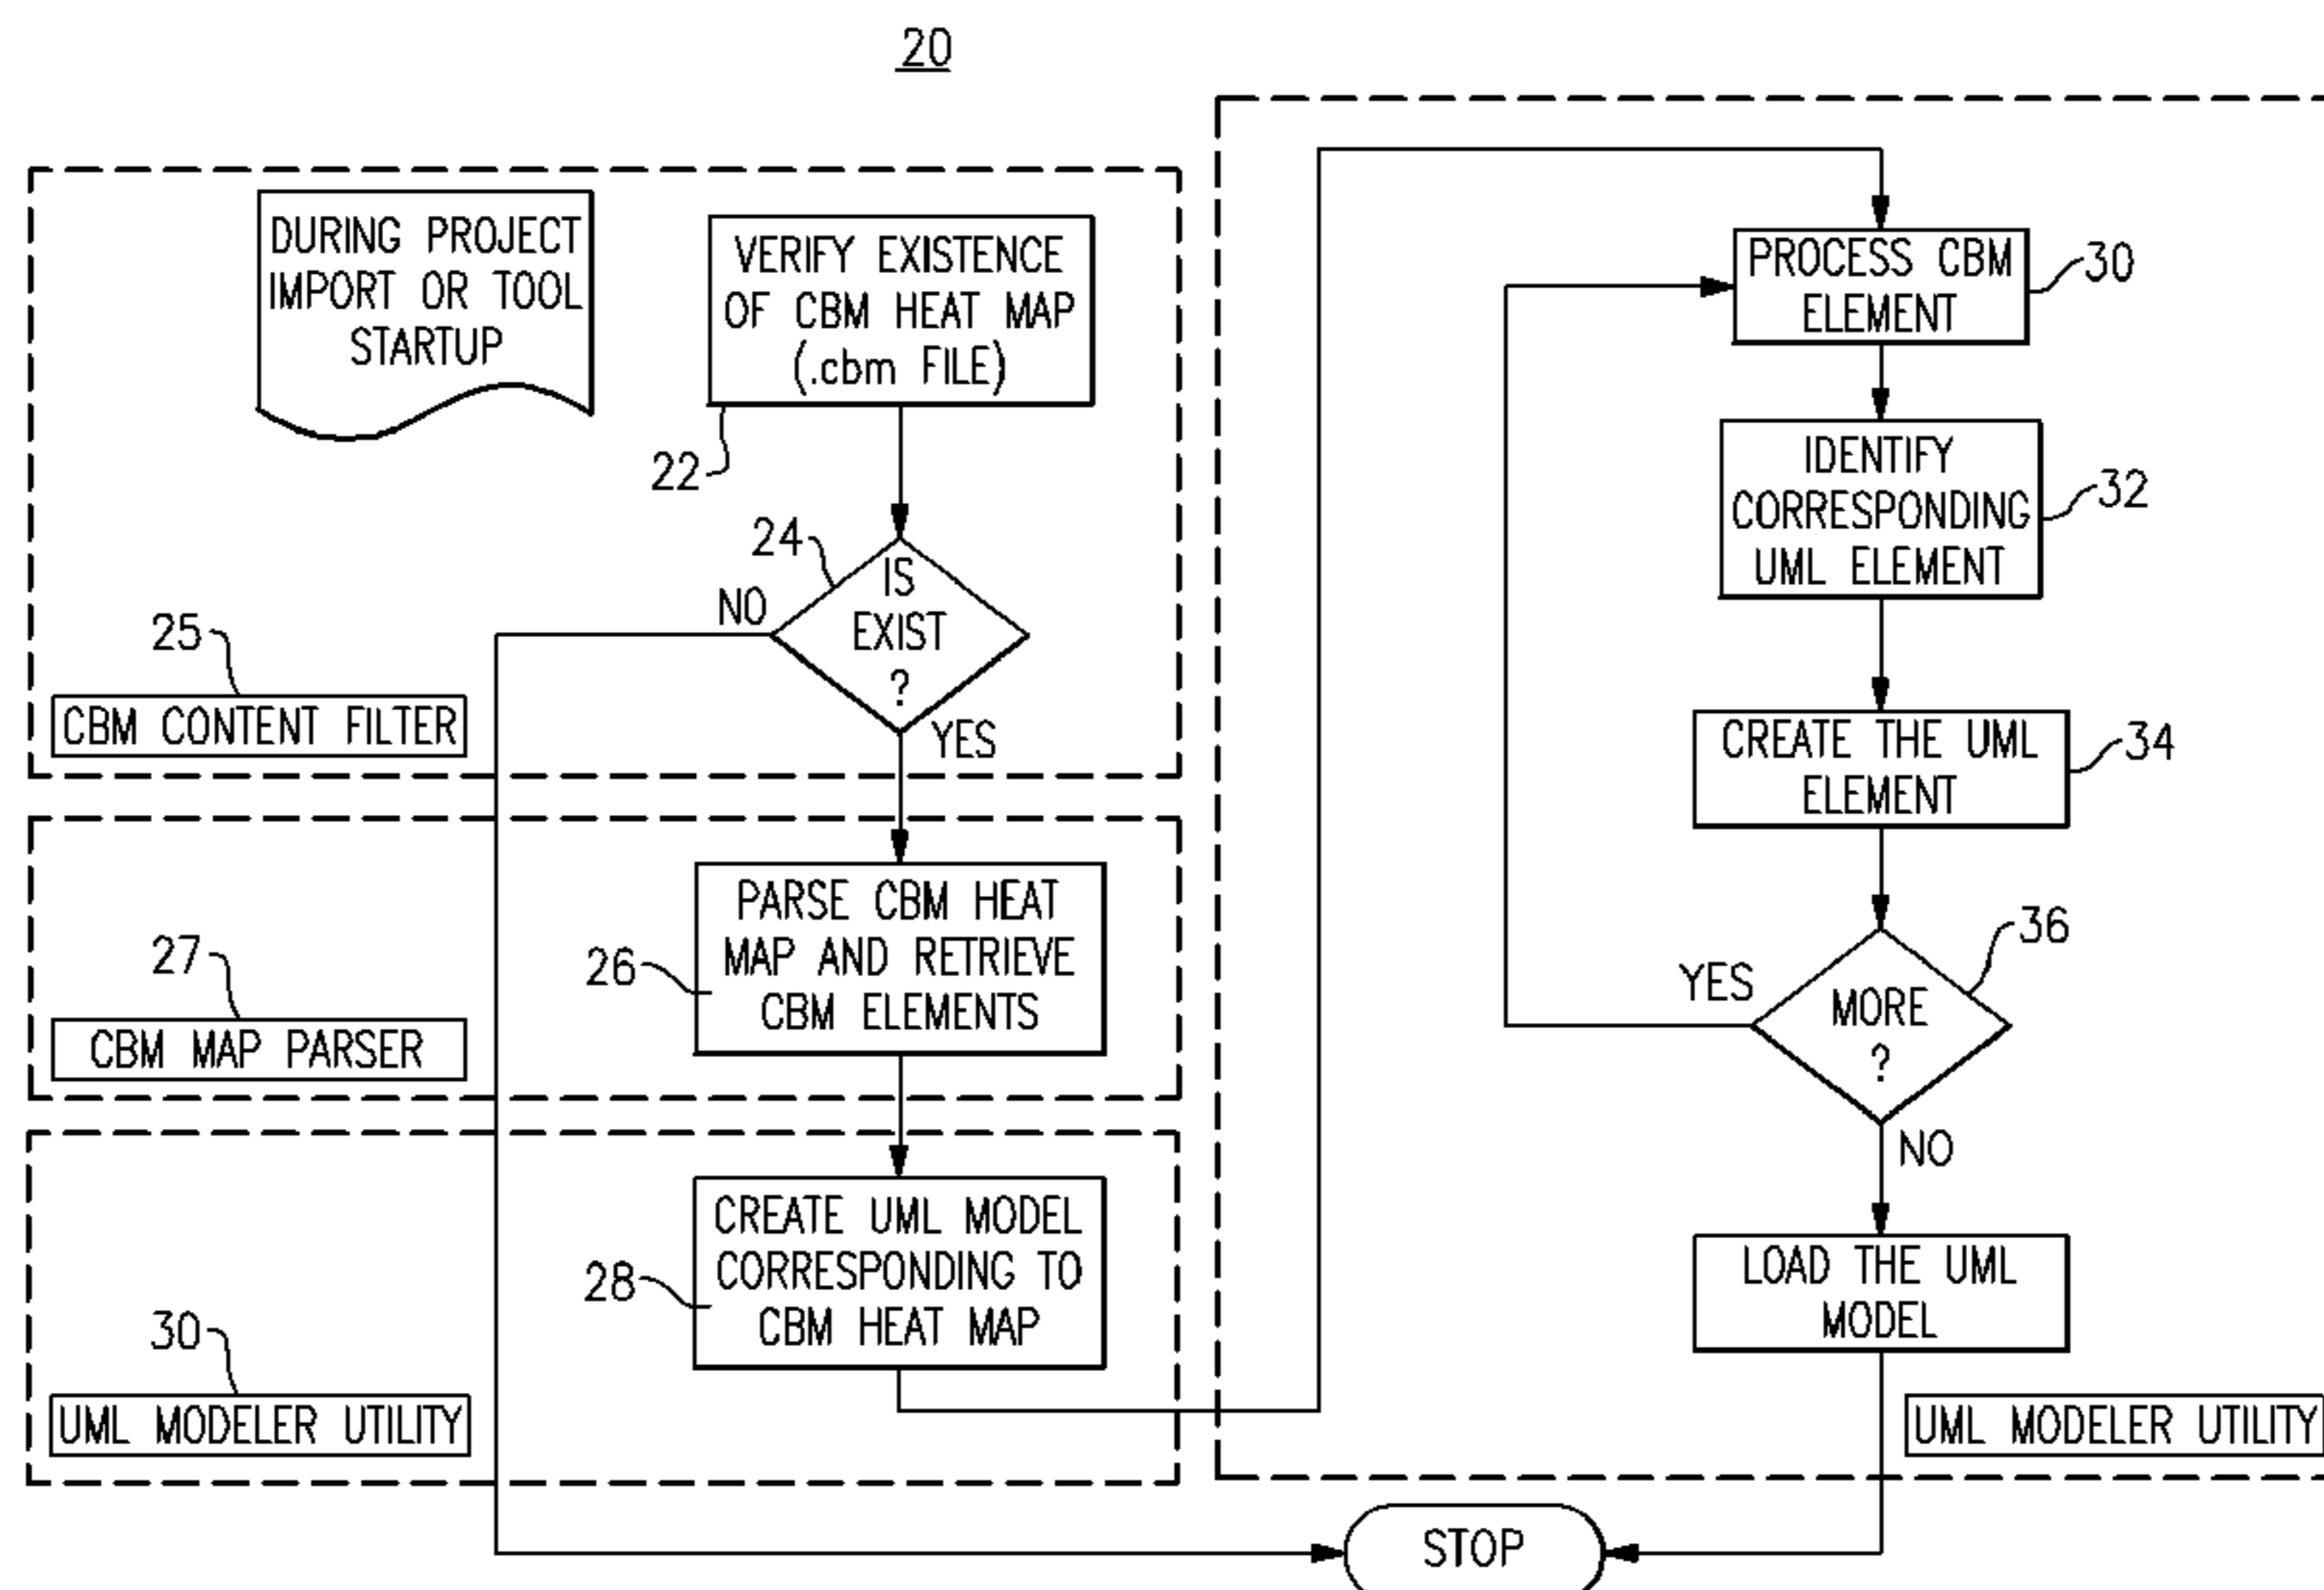 20
DURING PROJECT
IMPORT OR TOOL
STARTUP
VERIFY EXISTENCE
OF CBM HEAT MAP
(.cbm FILE)
22
24
IS
EXIST
?
NO
YES
25
CBM CONTENT FILTER
PARSE CBM HEAT
MAP AND RETRIEVE
CBM ELEMENTS
26
27
CBM MAP PARSER
CREATE UML MODEL
CORRESPONDING TO
CBM HEAT MAP
28
30
UML MODELER UTILITY
PROCESS CBM
ELEMENT
30
IDENTIFY
CORRESPONDING
UML ELEMENT
32
CREATE THE UML
ELEMENT
34
36
YES
MORE
?
NO
LOAD THE UML
MODEL
UML MODELER UTILITY
STOP